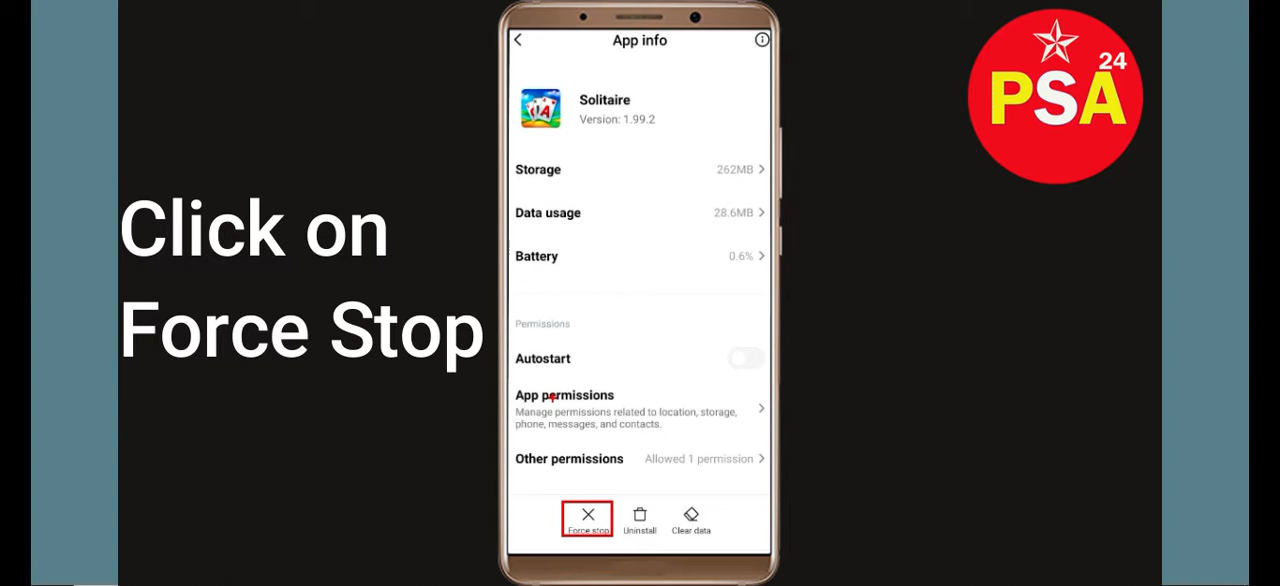 Click on
Force Stop
App info
Solitaire
Version: 1.99.2
Storage 262MB
Data usage 28.6MB
Battery 0.6%
Permissions
Autostart
App permissions
Manage permissions related to location, storage,
phone, messages, and contacts.
Other permissions Allowed 1 permission
Force stop Uninstall Clear data
24
PSA